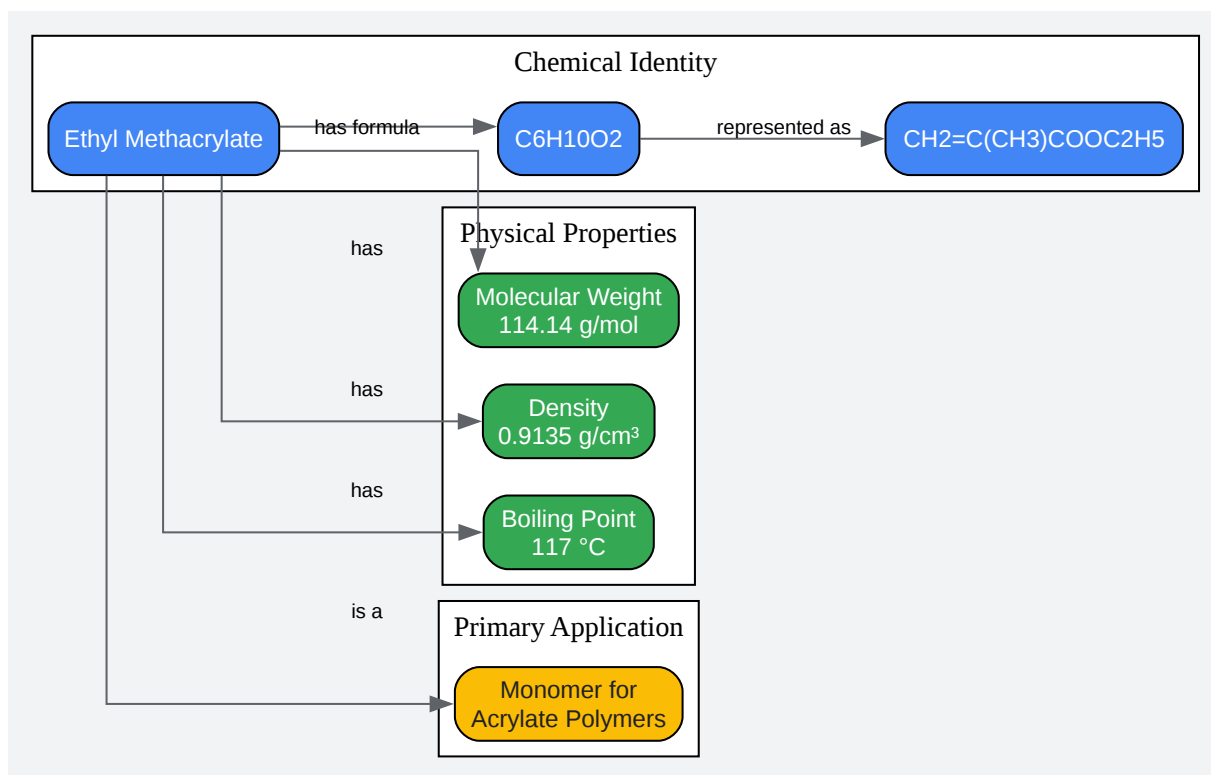 Chemical Identity
Ethyl Methacrylate
has formula
C6H10O2
represented as
CH2=C(CH3)COOC2H5
Physical Properties
has
Molecular Weight
114.14 g/mol
has
Density
0.9135 g/cm³
has
Boiling Point
117 °C
is a
Primary Application
Monomer for
Acrylate Polymers